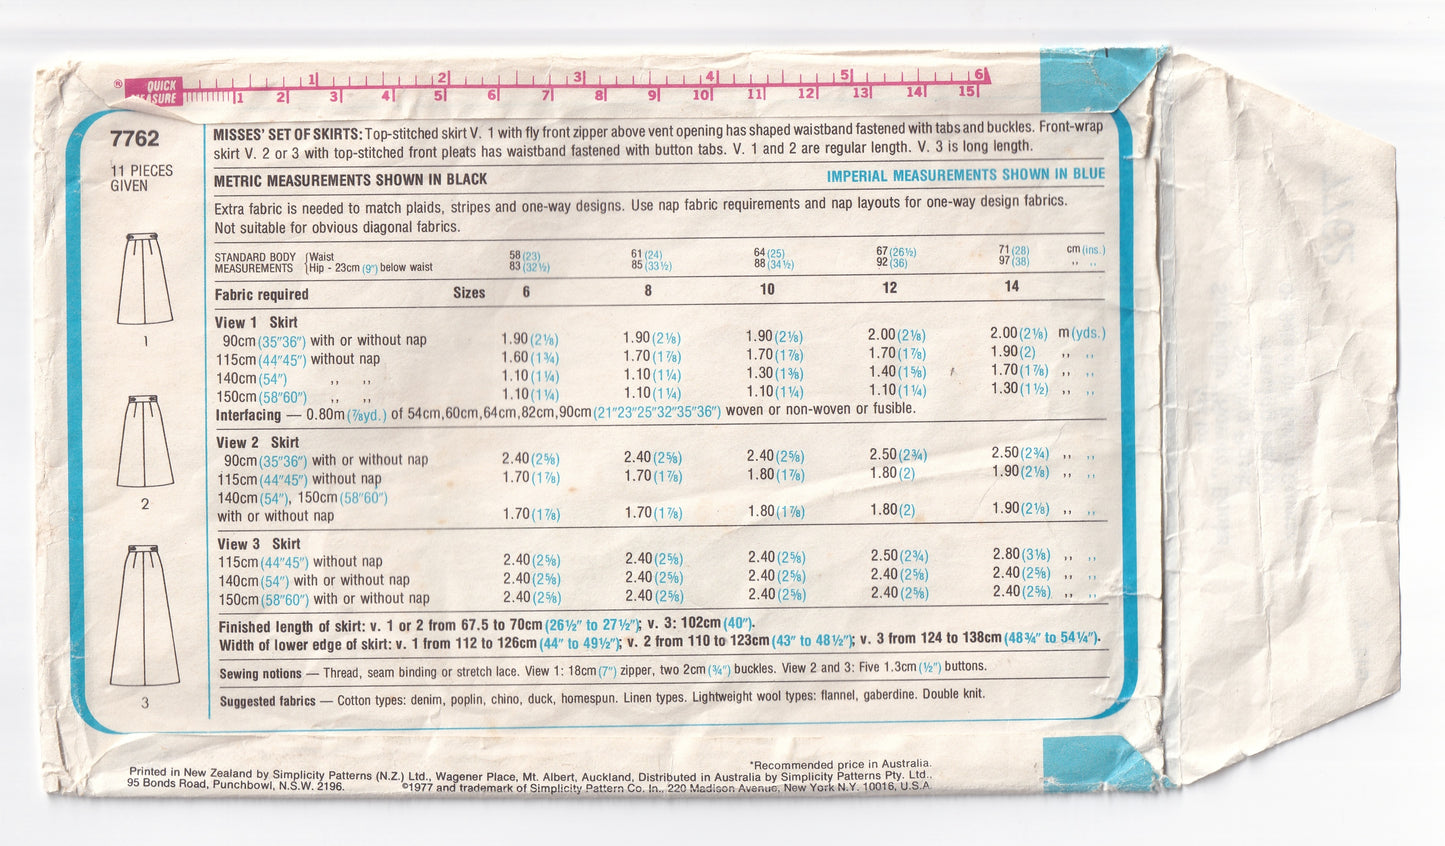 ® QUICK MEASURE
1 2 3 4 5 6
1 2 3 4 5 6 7 8 9 10 11 12 13 14 15
7762
11 PIECES
GIVEN
1
2
3
MISSES' SET OF SKIRTS: Top-stitched skirt V. 1 with fly front zipper above vent opening has shaped waistband fastened with tabs and buckles. Front-wrap
skirt V. 2 or 3 with top-stitched front pleats has waistband fastened with button tabs. V. 1 and 2 are regular length. V. 3 is long length.
METRIC MEASUREMENTS SHOWN IN BLACK IMPERIAL MEASUREMENTS SHOWN IN BLUE
Extra fabric is needed to match plaids, stripes and one-way designs. Use nap fabric requirements and nap layouts for one-way design fabrics.
Not suitable for obvious diagonal fabrics.
STANDARD BODY {Waist 58 (23) 61 (24) 64 (25) 67 (26½) 71 (28) cm (ins.)
MEASUREMENTS {Hip - 23cm (9") below waist 83 (32½) 85 (33½) 88 (34½) 92 (36) 97 (38) ,, ,,
Fabric required Sizes 6 8 10 12 14
View 1 Skirt
90cm (35"36") with or without nap 1.90 (2⅛) 1.90 (2⅛) 1.90 (2⅛) 2.00 (2⅛) 2.00 (2⅛) m (yds.)
115cm (44"45") without nap 1.60 (1¾) 1.70 (1⅞) 1.70 (1⅞) 1.70 (1⅞) 1.90 (2) ,, ,,
140cm (54") ,, ,, 1.10 (1¼) 1.10 (1¼) 1.30 (1⅜) 1.40 (1⅝) 1.70 (1⅞) ,, ,,
150cm (58"60") ,, ,, 1.10 (1¼) 1.10 (1¼) 1.10 (1¼) 1.10 (1¼) 1.30 (1½) ,, ,,
Interfacing — 0.80m (⅞yd.) of 54cm,60cm,64cm,82cm,90cm (21"23"25"32"35"36") woven or non-woven or fusible.
View 2 Skirt
90cm (35"36") with or without nap 2.40 (2⅝) 2.40 (2⅝) 2.40 (2⅝) 2.50 (2¾) 2.50 (2¾) ,, ,,
115cm (44"45") without nap 1.70 (1⅞) 1.70 (1⅞) 1.80 (1⅞) 1.80 (2) 1.90 (2⅛) ,, ,,
140cm (54"), 150cm (58"60")
with or without nap 1.70 (1⅞) 1.70 (1⅞) 1.80 (1⅞) 1.80 (2) 1.90 (2⅛) ,, ,,
View 3 Skirt
115cm (44"45") without nap 2.40 (2⅝) 2.40 (2⅝) 2.40 (2⅝) 2.50 (2¾) 2.80 (3⅛) ,, ,,
140cm (54") with or without nap 2.40 (2⅝) 2.40 (2⅝) 2.40 (2⅝) 2.40 (2⅝) 2.40 (2⅝) ,, ,,
150cm (58"60") with or without nap 2.40 (2⅝) 2.40 (2⅝) 2.40 (2⅝) 2.40 (2⅝) 2.40 (2⅝) ,, ,,
Finished length of skirt: v. 1 or 2 from 67.5 to 70cm (26½" to 27½"); v. 3: 102cm (40").
Width of lower edge of skirt: v. 1 from 112 to 126cm (44" to 49½"); v. 2 from 110 to 123cm (43" to 48½"); v. 3 from 124 to 138cm (48¾" to 54¼").
Sewing notions — Thread, seam binding or stretch lace. View 1: 18cm (7") zipper, two 2cm (¾") buckles. View 2 and 3: Five 1.3cm (½") buttons.
Suggested fabrics — Cotton types: denim, poplin, chino, duck, homespun. Linen types. Lightweight wool types: flannel, gaberdine. Double knit.
*Recommended price in Australia.
Printed in New Zealand by Simplicity Patterns (N.Z.) Ltd., Wagener Place, Mt. Albert, Auckland, Distributed in Australia by Simplicity Patterns Pty. Ltd..
95 Bonds Road, Punchbowl, N.S.W. 2196. ©1977 and trademark of Simplicity Pattern Co. In., 220 Madison Avenue, New York N.Y. 10016, U.S.A.